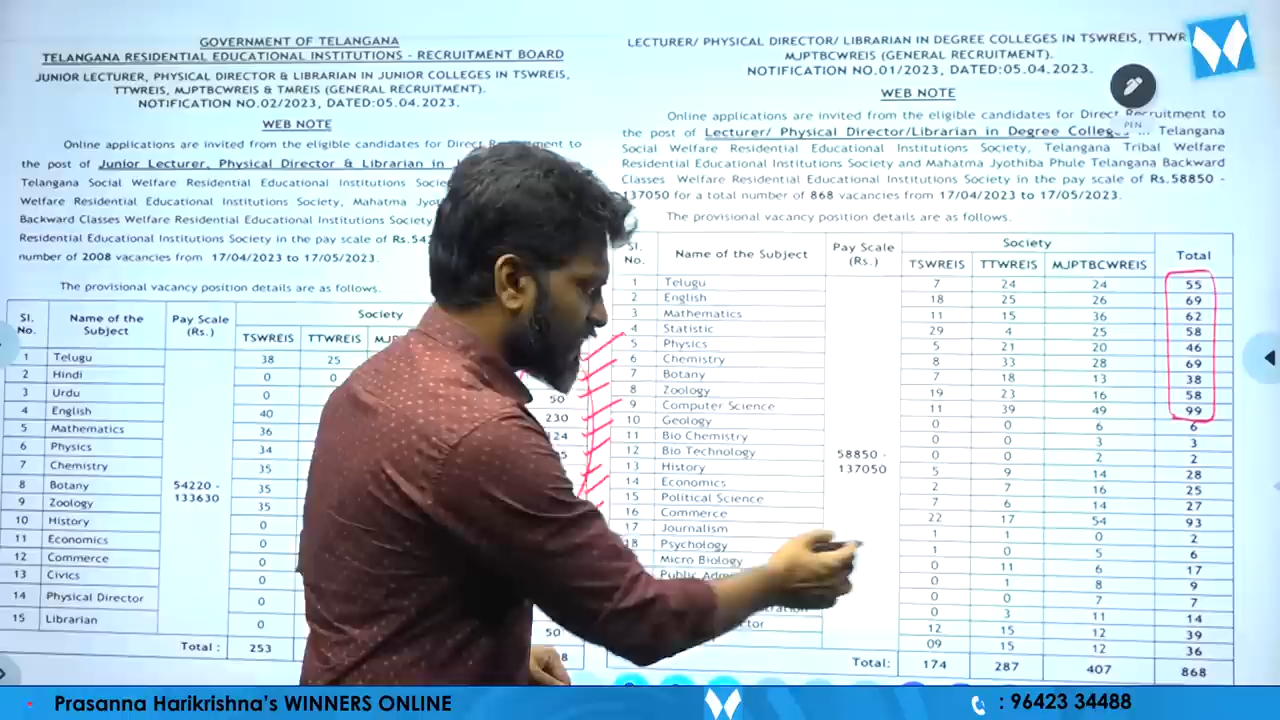 GOVERNMENT OF TELANGANA
TELANGANA RESIDENTIAL EDUCATIONAL INSTITUTIONS - RECRUITMENT BOARD
JUNIOR LECTURER, PHYSICAL DIRECTOR & LIBRARIAN IN JUNIOR COLLEGES IN TSWREIS,
TTWREIS, MJPTBCWREIS & TMREIS (GENERAL RECRUITMENT).
NOTIFICATION NO.02/2023, DATED:05.04.2023.
WEB NOTE
Online applications are invited from the eligible candidates for Direct
the post of Junior Lecturer, Physical Director & Librarian in
Telangana Social Welfare Residential Educational Institutions
Welfare Residential Educational Institutions Society, Mahatma
Backward Classes Welfare Residential Educational Institutions Society
Residential Educational Institutions Society in the pay scale of
number of 2008 vacancies from 17/04/2023 to 17/05/2023.
The provisional vacancy position details are as follows.
Sl. No. Name of the Subject Pay Scale (Rs.) Society
TSWREIS TTWREIS
1 Telugu 38 25
2 Hindi 0 0
3 Urdu 0 50
4 English 40 230
5 Mathematics 36
6 Physics 34
7 Chemistry 35
8 Botany 54220 - 133630 35
9 Zoology 35
10 History 0
11 Economics 0
12 Commerce 0
13 Civics 0
14 Physical Director 0
15 Librarian 0 50
Total : 253
LECTURER/ PHYSICAL DIRECTOR/ LIBRARIAN IN DEGREE COLLEGES IN TSWREIS,
MJPTBCWREIS (GENERAL RECRUITMENT).
NOTIFICATION NO.01/2023, DATED:05.04.2023.
WEB NOTE
PIN
Online applications are invited from the eligible candidates for Direct Recruitment to
the post of Lecturer/ Physical Director/Librarian in Degree Telangana
Social Welfare Residential Educational Institutions Society, Telangana Tribal Welfare
Residential Educational Institutions Society and Mahatma Jyothiba Phule Telangana Backward
Classes Welfare Residential Educational Institutions Society in the pay scale of Rs.58850 -
137050 for a total number of 868 vacancies from 17/04/2023 to 17/05/2023.
The provisional vacancy position details are as follows.
Sl. No. Name of the Subject Pay Scale (Rs.) Society Total
TSWREIS TTWREIS MJPTBCWREIS
1 Telugu 7 24 24 55
2 English 18 25 26 69
3 Mathematics 11 15 36 62
4 Statistic 29 4 25 58
5 Physics 5 21 20 46
6 Chemistry 8 33 28 69
7 Botany 7 18 13 38
8 Zoology 19 23 16 58
9 Computer Science 11 39 49 99
10 Geology 0 0 6 6
11 Bio Chemistry 0 0 3 3
12 Bio Technology 58850 - 137050 0 0 2 2
13 History 5 9 14 28
14 Economics 2 7 16 25
15 Political Science 7 6 14 27
16 Commerce 22 17 54 93
17 Journalism 1 1 0 2
18 Psychology 1 0 5 6
Micro Biology 0 11 6 17
Public 0 1 8 9
0 0 7 7
0 3 11 14
12 15 12 39
09 15 12 36
Total: 174 287 407 868
Prasanna Harikrishna's WINNERS ONLINE
: 96423 34488